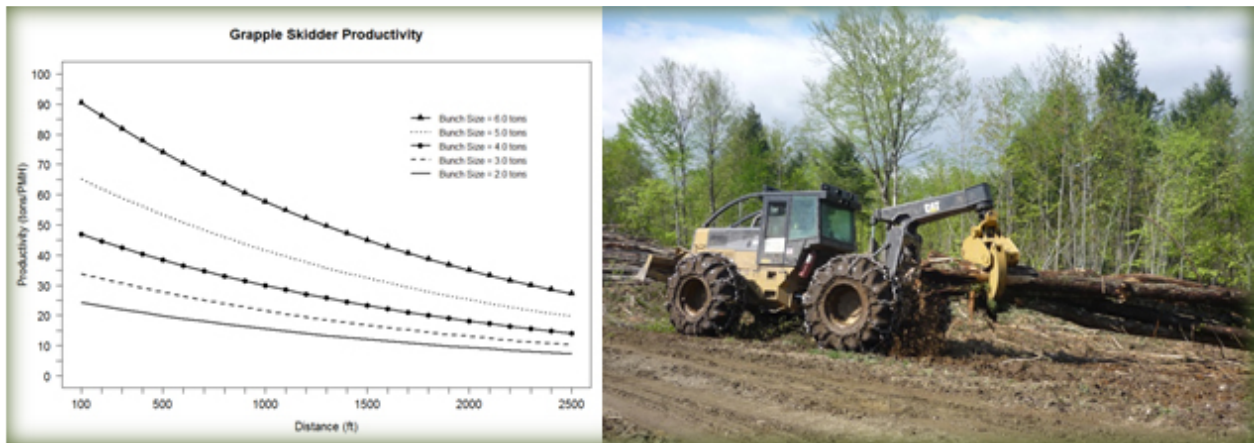 Grapple Skidder Productivity
100
90
80
70
60
50
40
30
20
10
0
Productivity (tons/PMH)
Bunch Size = 6.0 tons
Bunch Size = 5.0 tons
Bunch Size = 4.0 tons
Bunch Size = 3.0 tons
Bunch Size = 2.0 tons
100 500 1000 1500 2000 2500
Distance (ft)
CAT